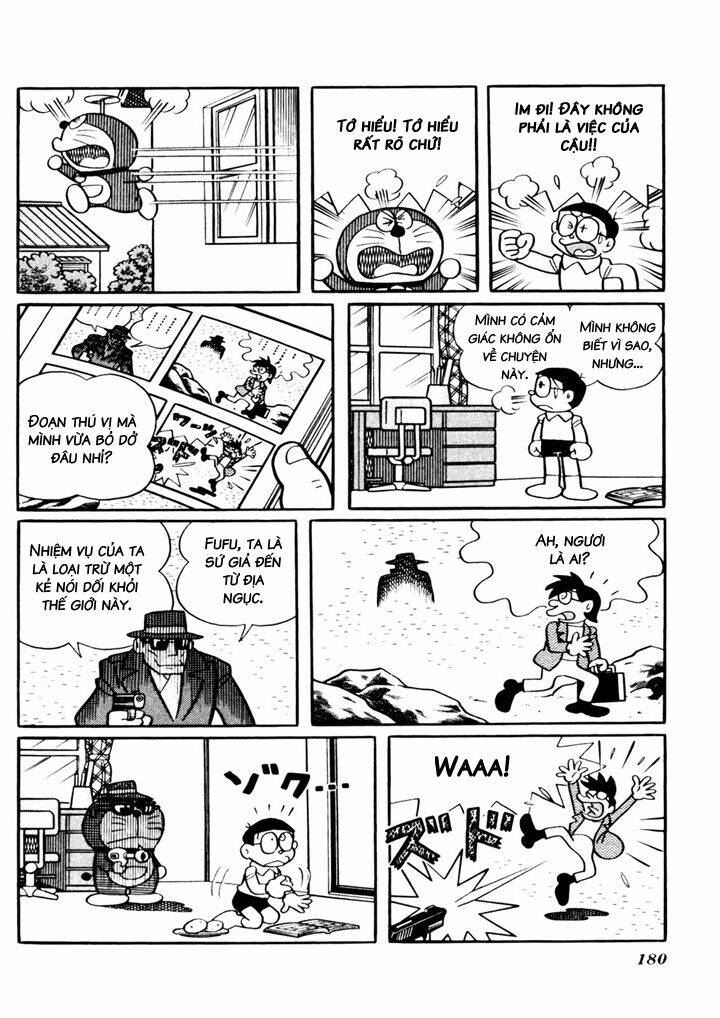 IM ĐI! ĐÂY KHÔNG
PHẢI LÀ VIỆC CỦA
CẬU!!
TỚ HIỂU! TỚ HIỂU
RẤT RÕ CHỨ!
MÌNH KHÔNG
BIẾT VÌ SAO,
NHƯNG...
MÌNH CÓ CẢM
GIÁC KHÔNG ỔN
VỀ CHUYỆN
NÀY.
ĐOẠN THÚ VỊ MÀ
MÌNH VỪA BỎ DỞ
ĐÂU NHỈ?
AH, NGƯƠI
LÀ AI?
FUFU, TA LÀ
SỨ GIẢ ĐẾN
TỪ ĐỊA
NGỤC.
NHIỆM VỤ CỦA TA
LÀ LOẠI TRỪ MỘT
KẺ NÓI DỐI KHỎI
THẾ GIỚI NÀY.
WAAA!
ズド
ゾクー…
180